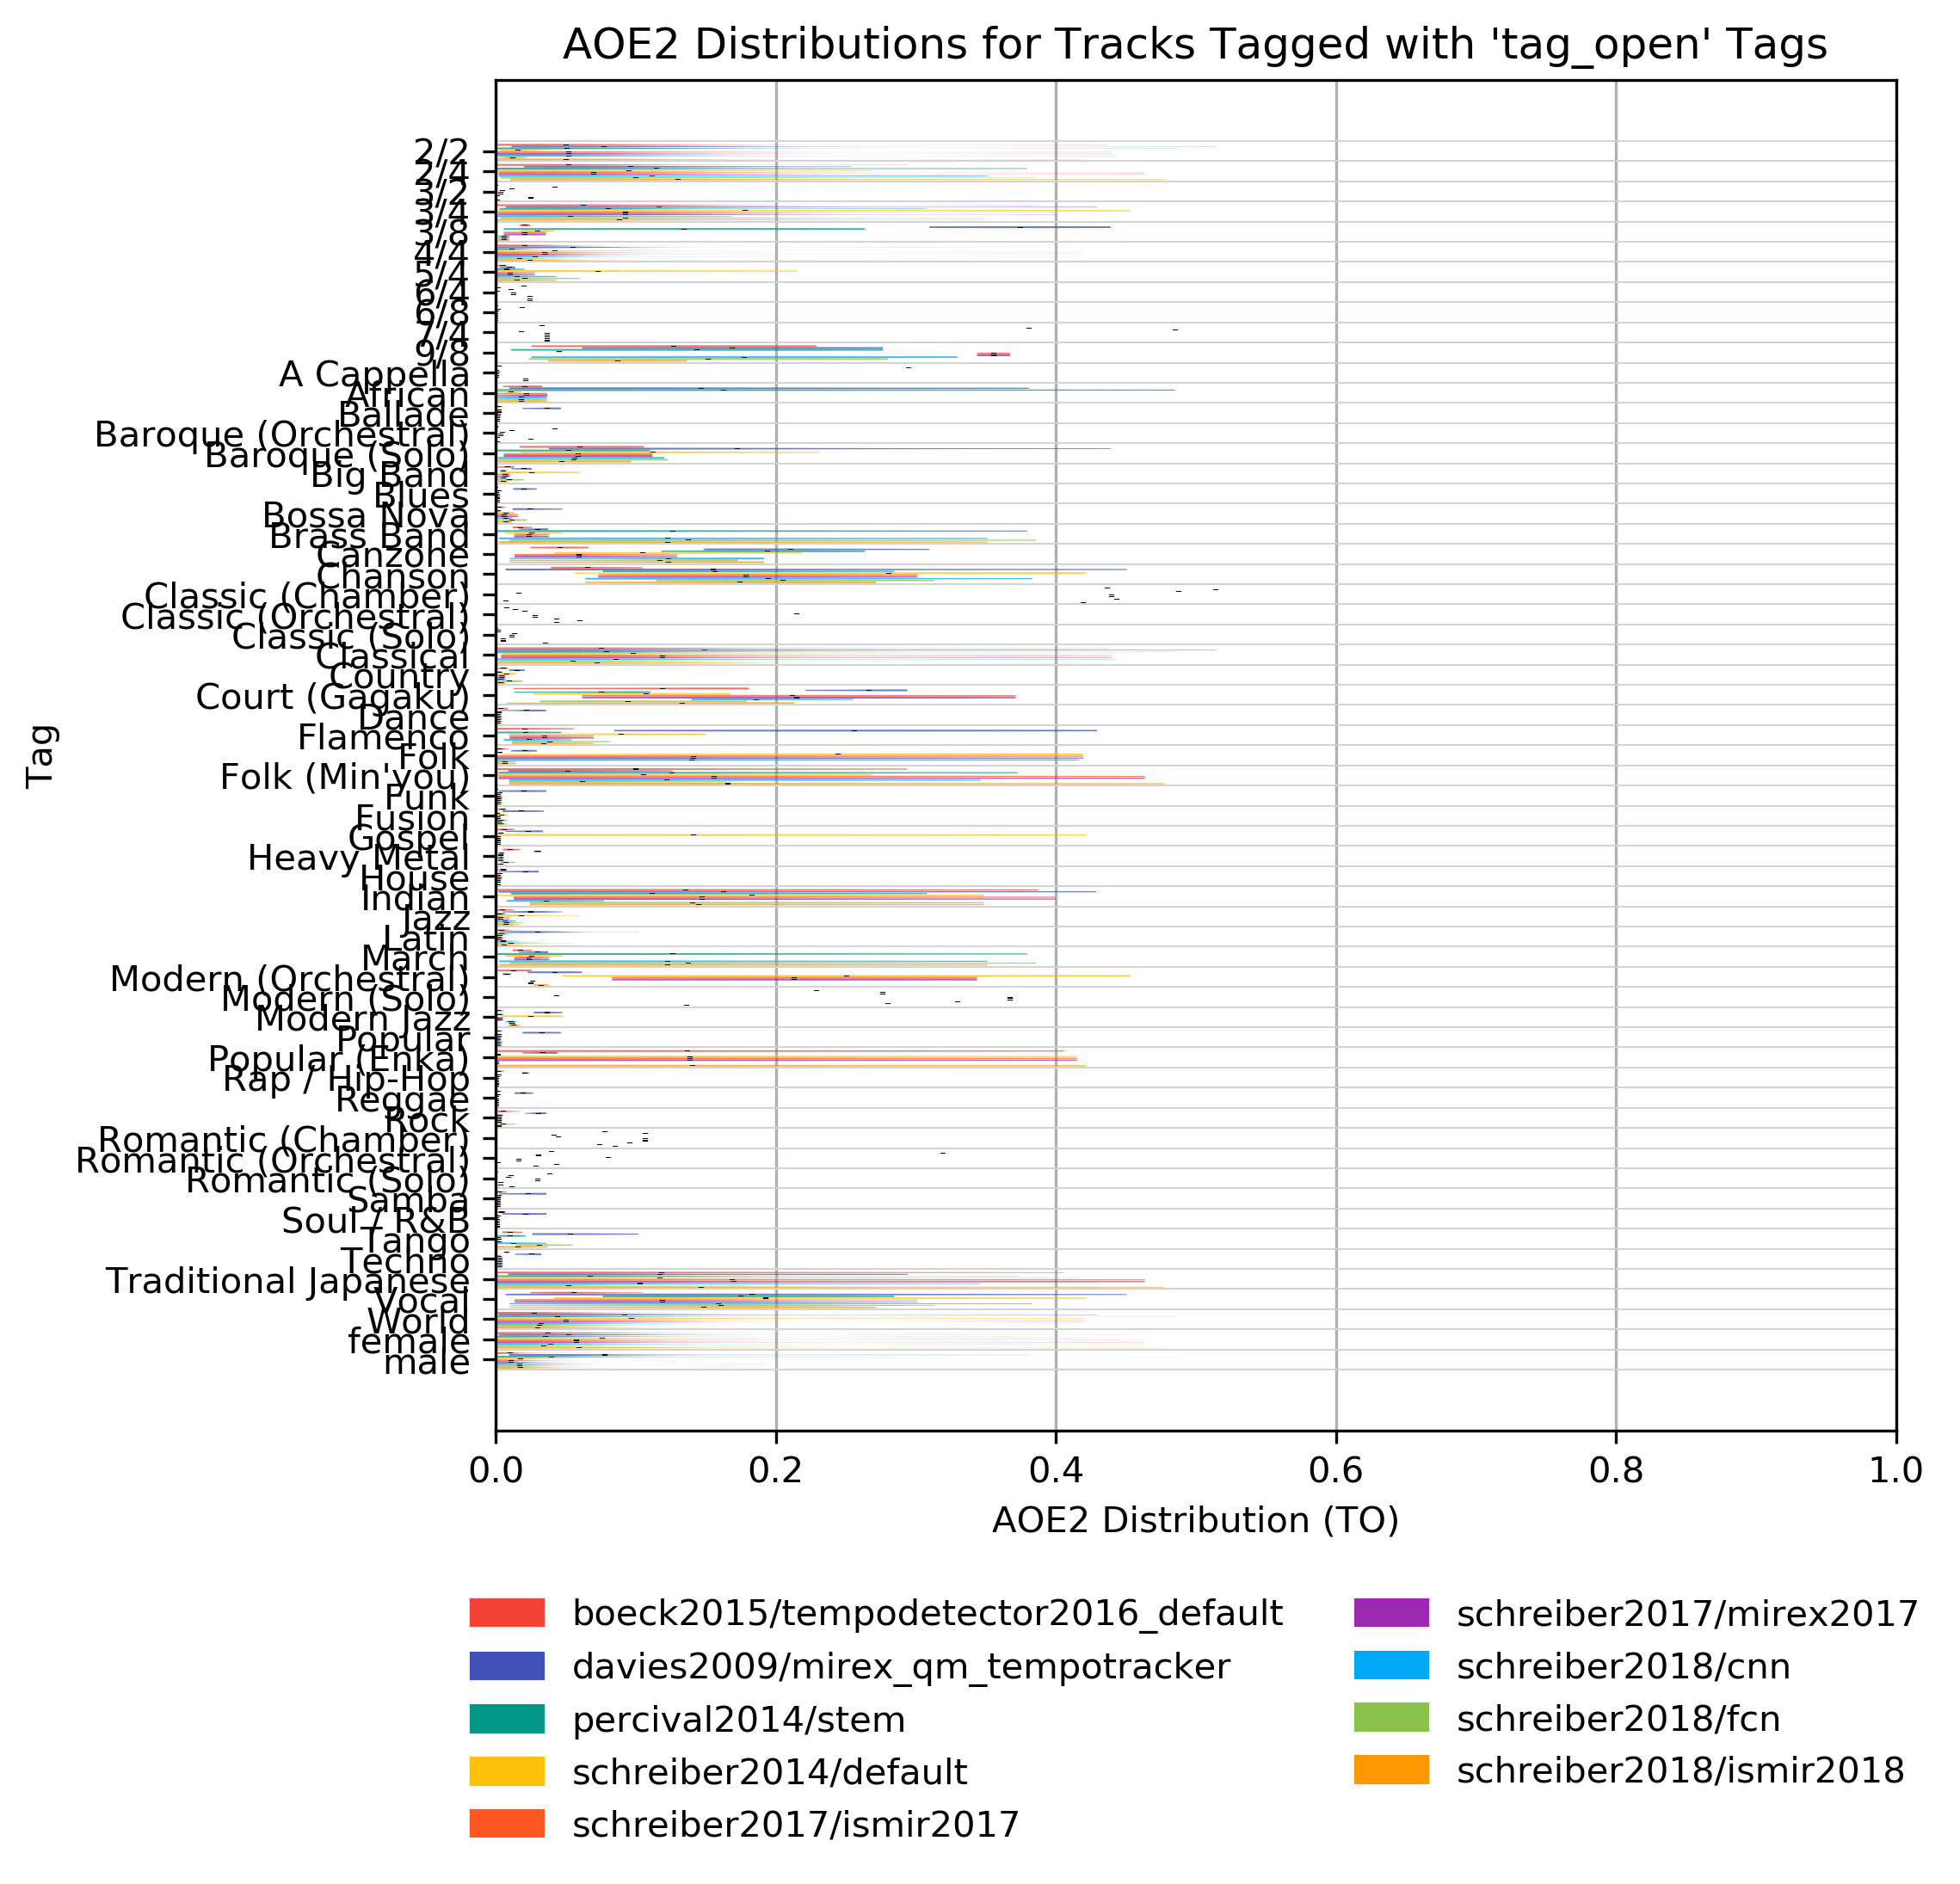 AOE2 Distributions for Tracks Tagged with 'tag_open' Tags
Tag
2/2
2/4
3/2
3/4
3/8
4/4
5/4
6/4
6/8
7/4
9/8
A Cappella
African
Ballade
Baroque (Orchestral)
Baroque (Solo)
Big Band
Blues
Bossa Nova
Brass Band
Canzone
Chanson
Classic (Chamber)
Classic (Orchestral)
Classic (Solo)
Classical
Country
Court (Gagaku)
Dance
Flamenco
Folk
Folk (Min'you)
Funk
Fusion
Gospel
Heavy Metal
House
Indian
Jazz
Latin
March
Modern (Orchestral)
Modern (Solo)
Modern Jazz
Popular
Popular (Enka)
Rap / Hip-Hop
Reggae
Rock
Romantic (Chamber)
Romantic (Orchestral)
Romantic (Solo)
Samba
Soul / R&B
Tango
Techno
Traditional Japanese
Vocal
World
female
male
0.0 0.2 0.4 0.6 0.8 1.0
AOE2 Distribution (TO)
boeck2015/tempodetector2016_default
davies2009/mirex_qm_tempotracker
percival2014/stem
schreiber2014/default
schreiber2017/ismir2017
schreiber2017/mirex2017
schreiber2018/cnn
schreiber2018/fcn
schreiber2018/ismir2018